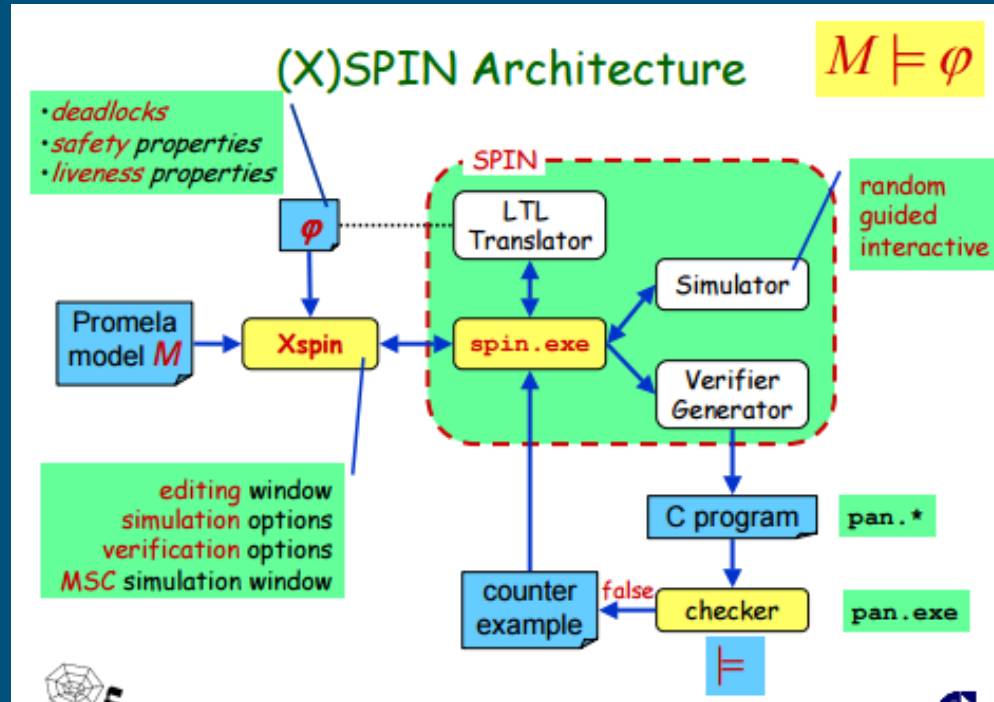 (X)SPIN Architecture
M ⊨ φ
•deadlocks
•safety properties
•liveness properties
SPIN
random
guided
interactive
φ
LTL
Translator
Simulator
Promela
model M
Xspin
spin.exe
Verifier
Generator
editing window
simulation options
verification options
MSC simulation window
C program
pan.*
counter
example
false
checker
pan.exe
⊨